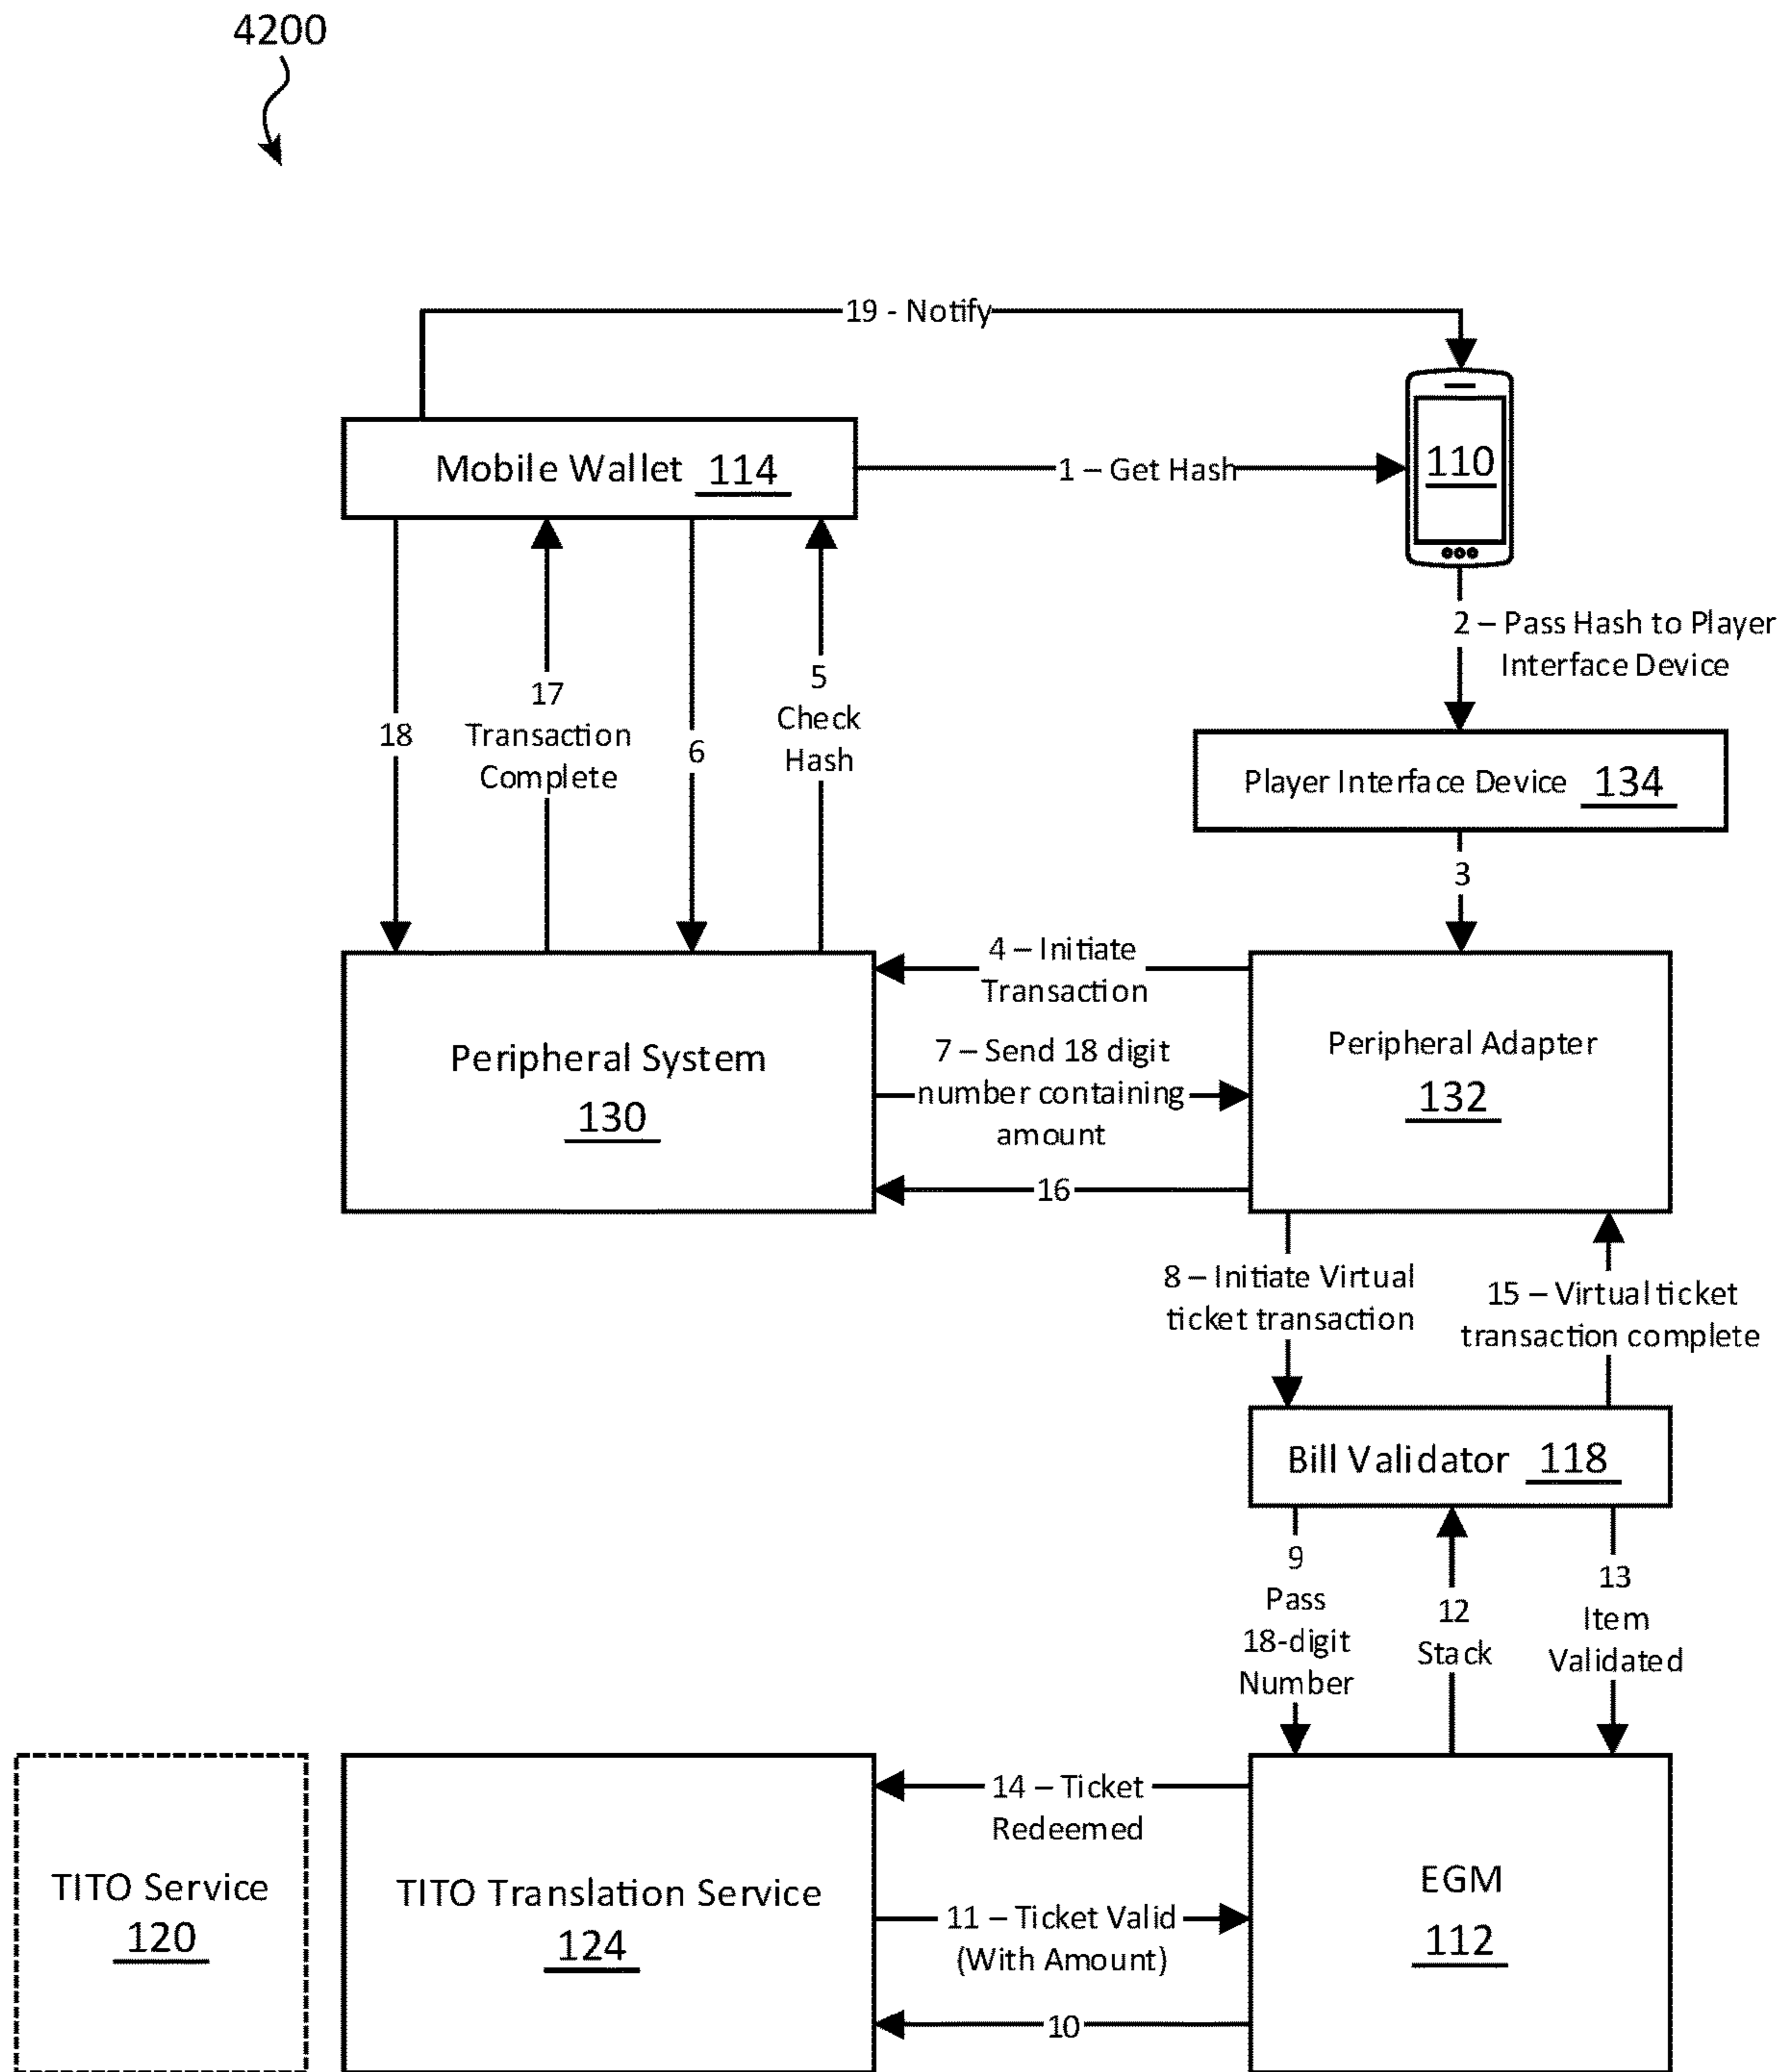 4200
19 - Notify
Mobile Wallet 114
1 – Get Hash
110
2 – Pass Hash to Player
Interface Device
18
17
Transaction
Complete
6
5
Check
Hash
Player Interface Device 134
3
4 – Initiate
Transaction
Peripheral System
130
7 – Send 18 digit
number containing
amount
16
Peripheral Adapter
132
8 – Initiate Virtual
ticket transaction
15 – Virtual ticket
transaction complete
Bill Validator 118
9
Pass
18-digit
Number
12
Stack
13
Item
Validated
TITO Service
120
TITO Translation Service
124
14 – Ticket
Redeemed
11 – Ticket Valid
(With Amount)
10
EGM
112